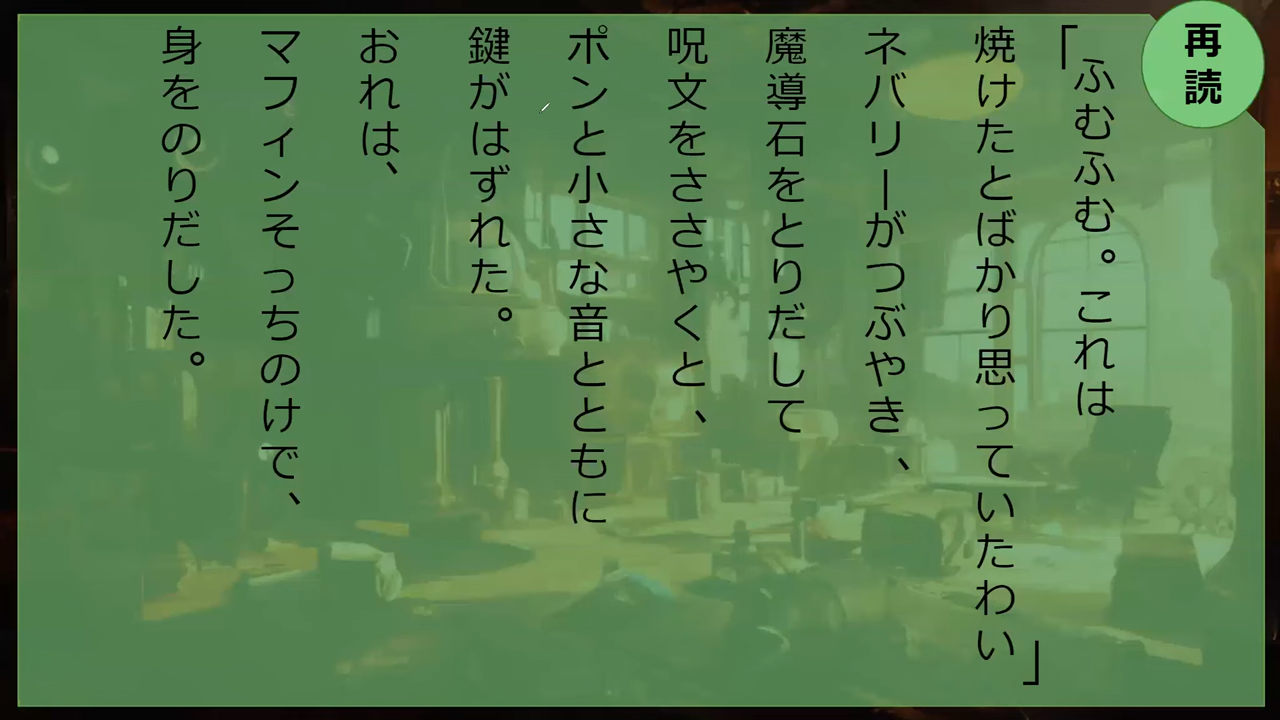 再読
「ふむふむ。これは
焼けたとばかり思っていたわい」
ネバリーがつぶやき、
魔導石をとりだして
呪文をささやくと、
ポンと小さな音とともに
鍵がはずれた。
おれは、
マフィンそっちのけで、
身をのりだした。